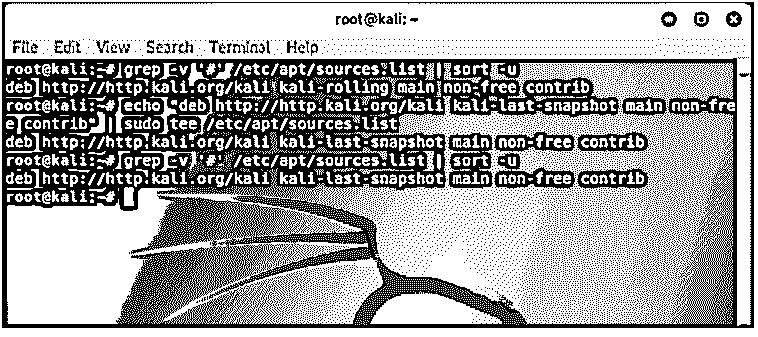 root@kali: ~
File Edit View Search Terminal Help
root@kali:~# grep -v '#' /etc/apt/sources.list | sort -u
deb http://http.kali.org/kali kali-rolling main non-free contrib
root@kali:~# echo "deb http://http.kali.org/kali kali-last-snapshot main non-fre
e contrib" | sudo tee /etc/apt/sources.list
deb http://http.kali.org/kali kali-last-snapshot main non-free contrib
root@kali:~# grep -v '#' /etc/apt/sources.list | sort -u
deb http://http.kali.org/kali kali-last-snapshot main non-free contrib
root@kali:~#